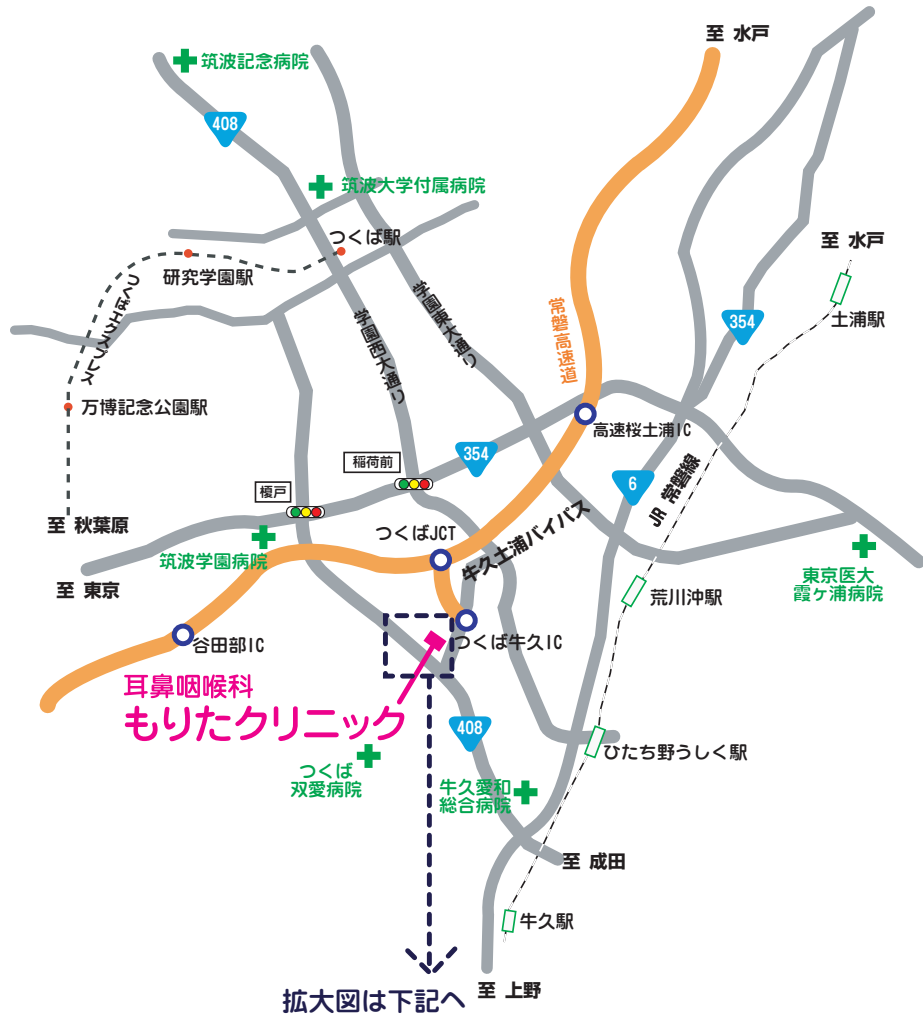 至 水戸
筑波記念病院
408
筑波大学付属病院
つくば駅
研究学園駅
至 水戸
つくばエクスプレス
学園東大通り
常磐高速道
学園西大通り
354
土浦駅
万博記念公園駅
高速桜土浦IC
稲荷前
354
6
JR 常磐線
榎戸
至 秋葉原
つくばJCT
牛久土浦バイパス
筑波学園病院
東京医大
霞ヶ浦病院
至 東京
荒川沖駅
谷田部IC
つくば牛久IC
耳鼻咽喉科
もりたクリニック
408
ひたち野うしく駅
つくば
双愛病院
牛久愛和
総合病院
至 成田
牛久駅
至 上野
拡大図は下記へ